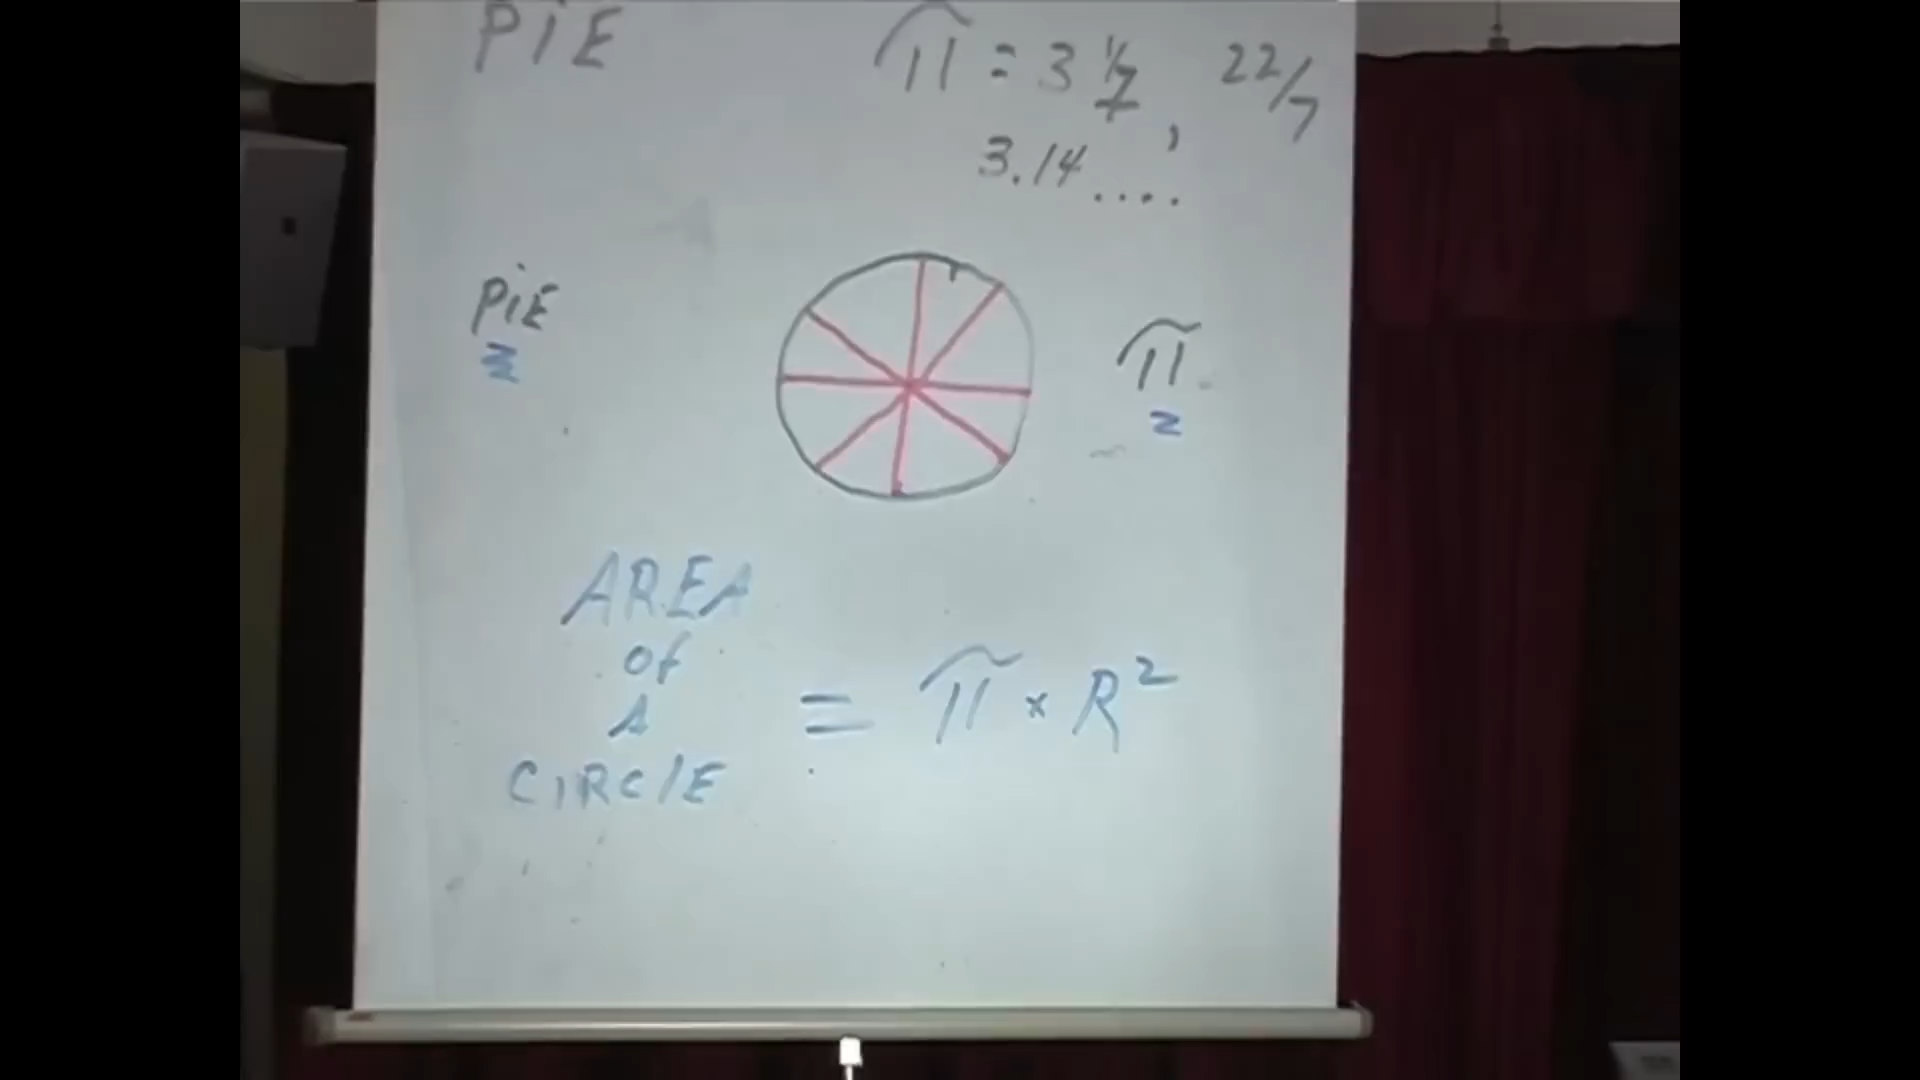 PiE π = 3 1/7, 22/7
3.14....
PiE π
AREA
of
A
CIRCLE = π × R²